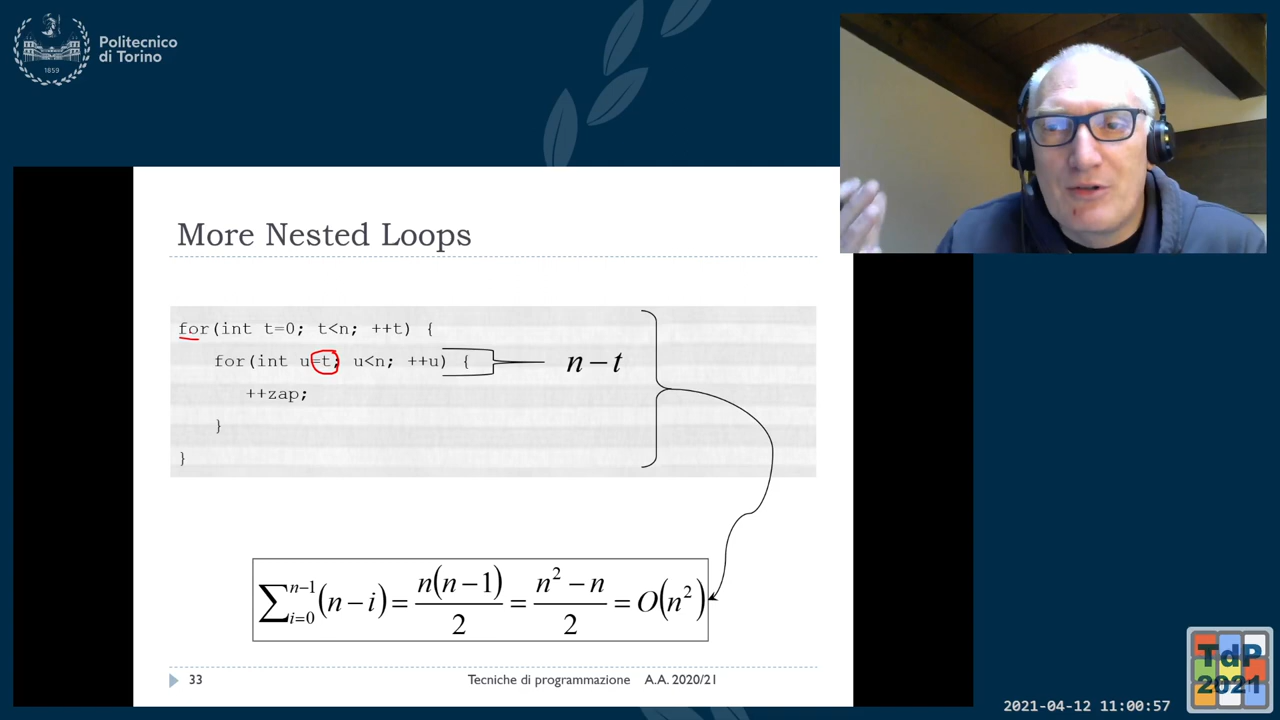 Politecnico
di Torino
1859
More Nested Loops
for(int t=0; t<n; ++t) {
for(int u=t; u<n; ++u) {
n − t
++zap;
}
}
∑_{i=0}^{n−1}(n − i) = n(n − 1)/2 = (n² − n)/2 = O(n²)
33
Tecniche di programmazione A.A. 2020/21
TdP
2021
2021-04-12 11:00:57